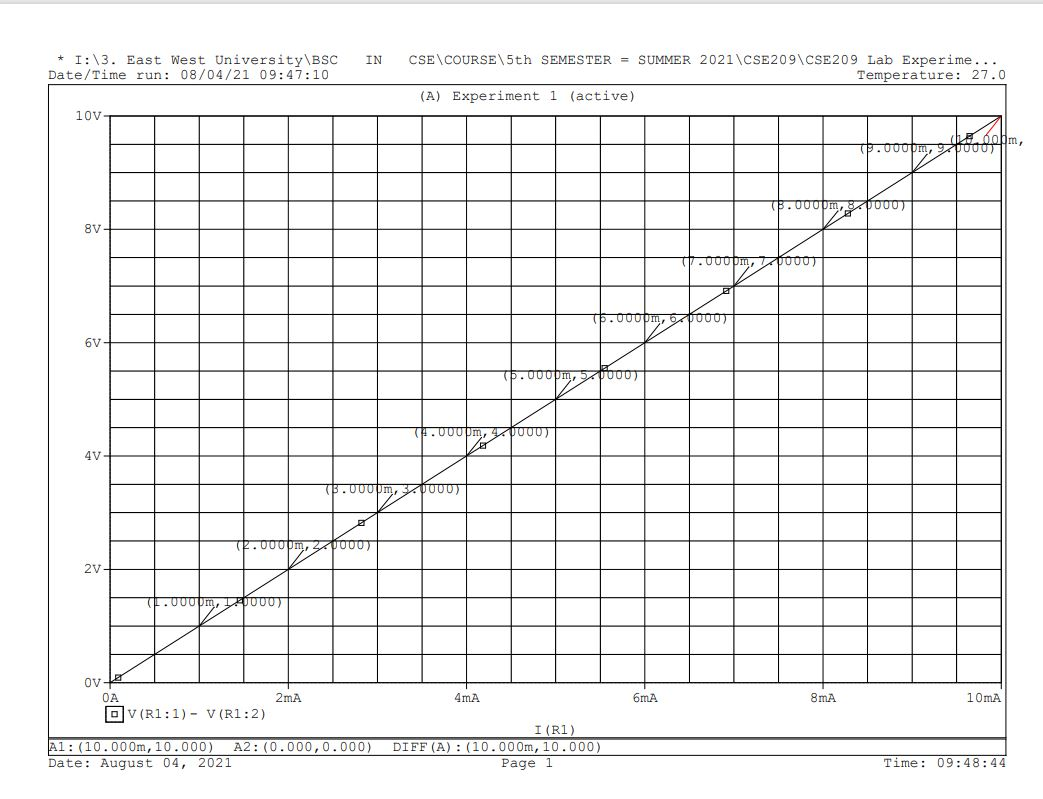 * I:\3. East West University\BSC IN CSE\COURSE\5th SEMESTER = SUMMER 2021\CSE209\CSE209 Lab Experime...
Date/Time run: 08/04/21 09:47:10 Temperature: 27.0
(A) Experiment 1 (active)
10V
(10.000m,
(9.0000m,9.0000)
(8.0000m,8.0000)
8V
(7.0000m,7.0000)
(6.0000m,6.0000)
6V
(5.0000m,5.0000)
(4.0000m,4.0000)
4V
(3.0000m,3.0000)
(2.0000m,2.0000)
2V
(1.0000m,1.0000)
0V
0A 2mA 4mA 6mA 8mA 10mA
V(R1:1)- V(R1:2)
I(R1)
A1:(10.000m,10.000) A2:(0.000,0.000) DIFF(A):(10.000m,10.000)
Date: August 04, 2021 Page 1 Time: 09:48:44